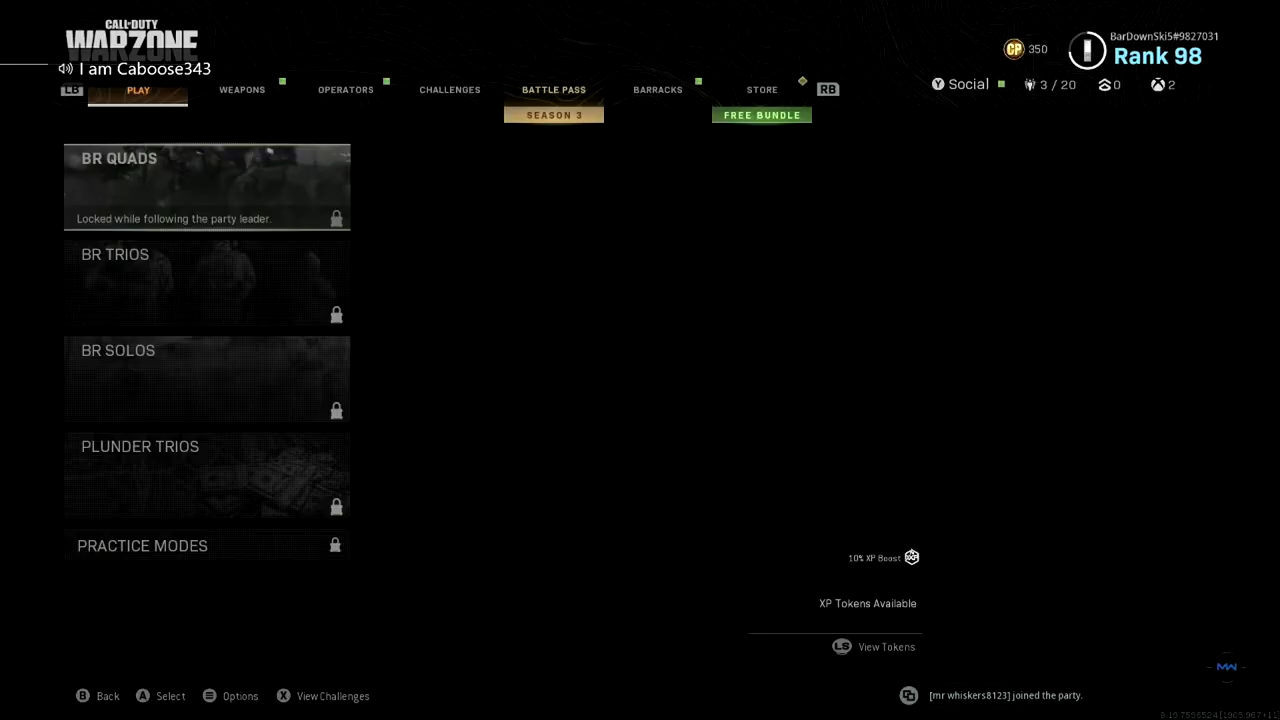 CALL OF DUTY
WARZONE
I am Caboose343
BarDownSki5#9827031
CP 350
Rank 98
LB
PLAY
WEAPONS
OPERATORS
CHALLENGES
BATTLE PASS
BARRACKS
STORE
RB
Y Social
3 / 20
0
2
SEASON 3
FREE BUNDLE
BR QUADS
Locked while following the party leader.
BR TRIOS
BR SOLOS
PLUNDER TRIOS
PRACTICE MODES
10% XP Boost
XP Tokens Available
LS View Tokens
MW
B Back
A Select
Options
X View Challenges
[mr whiskers8123] joined the party.